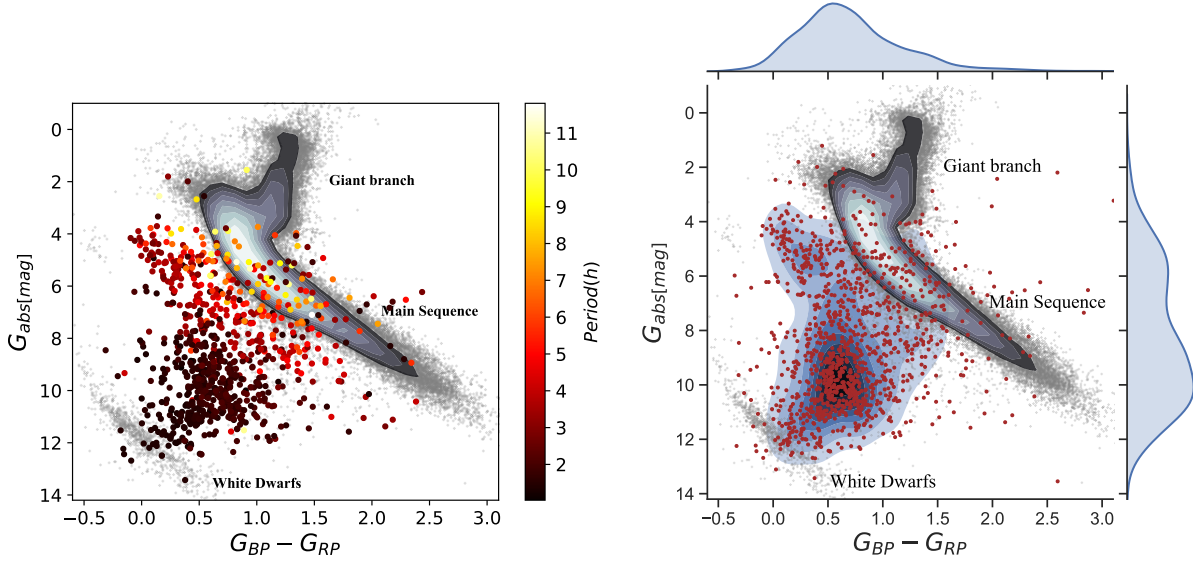 0
2
4
6
8
10
12
14
G_abs[mag]
Giant branch
Main Sequence
White Dwarfs
−0.5 0.0 0.5 1.0 1.5 2.0 2.5 3.0
G_BP − G_RP
11
10
9
8
7
6
5
4
3
2
Period(h)
0
2
4
6
8
10
12
14
G_abs[mag]
Giant branch
Main Sequence
White Dwarfs
−0.5 0.0 0.5 1.0 1.5 2.0 2.5 3.0
G_BP − G_RP